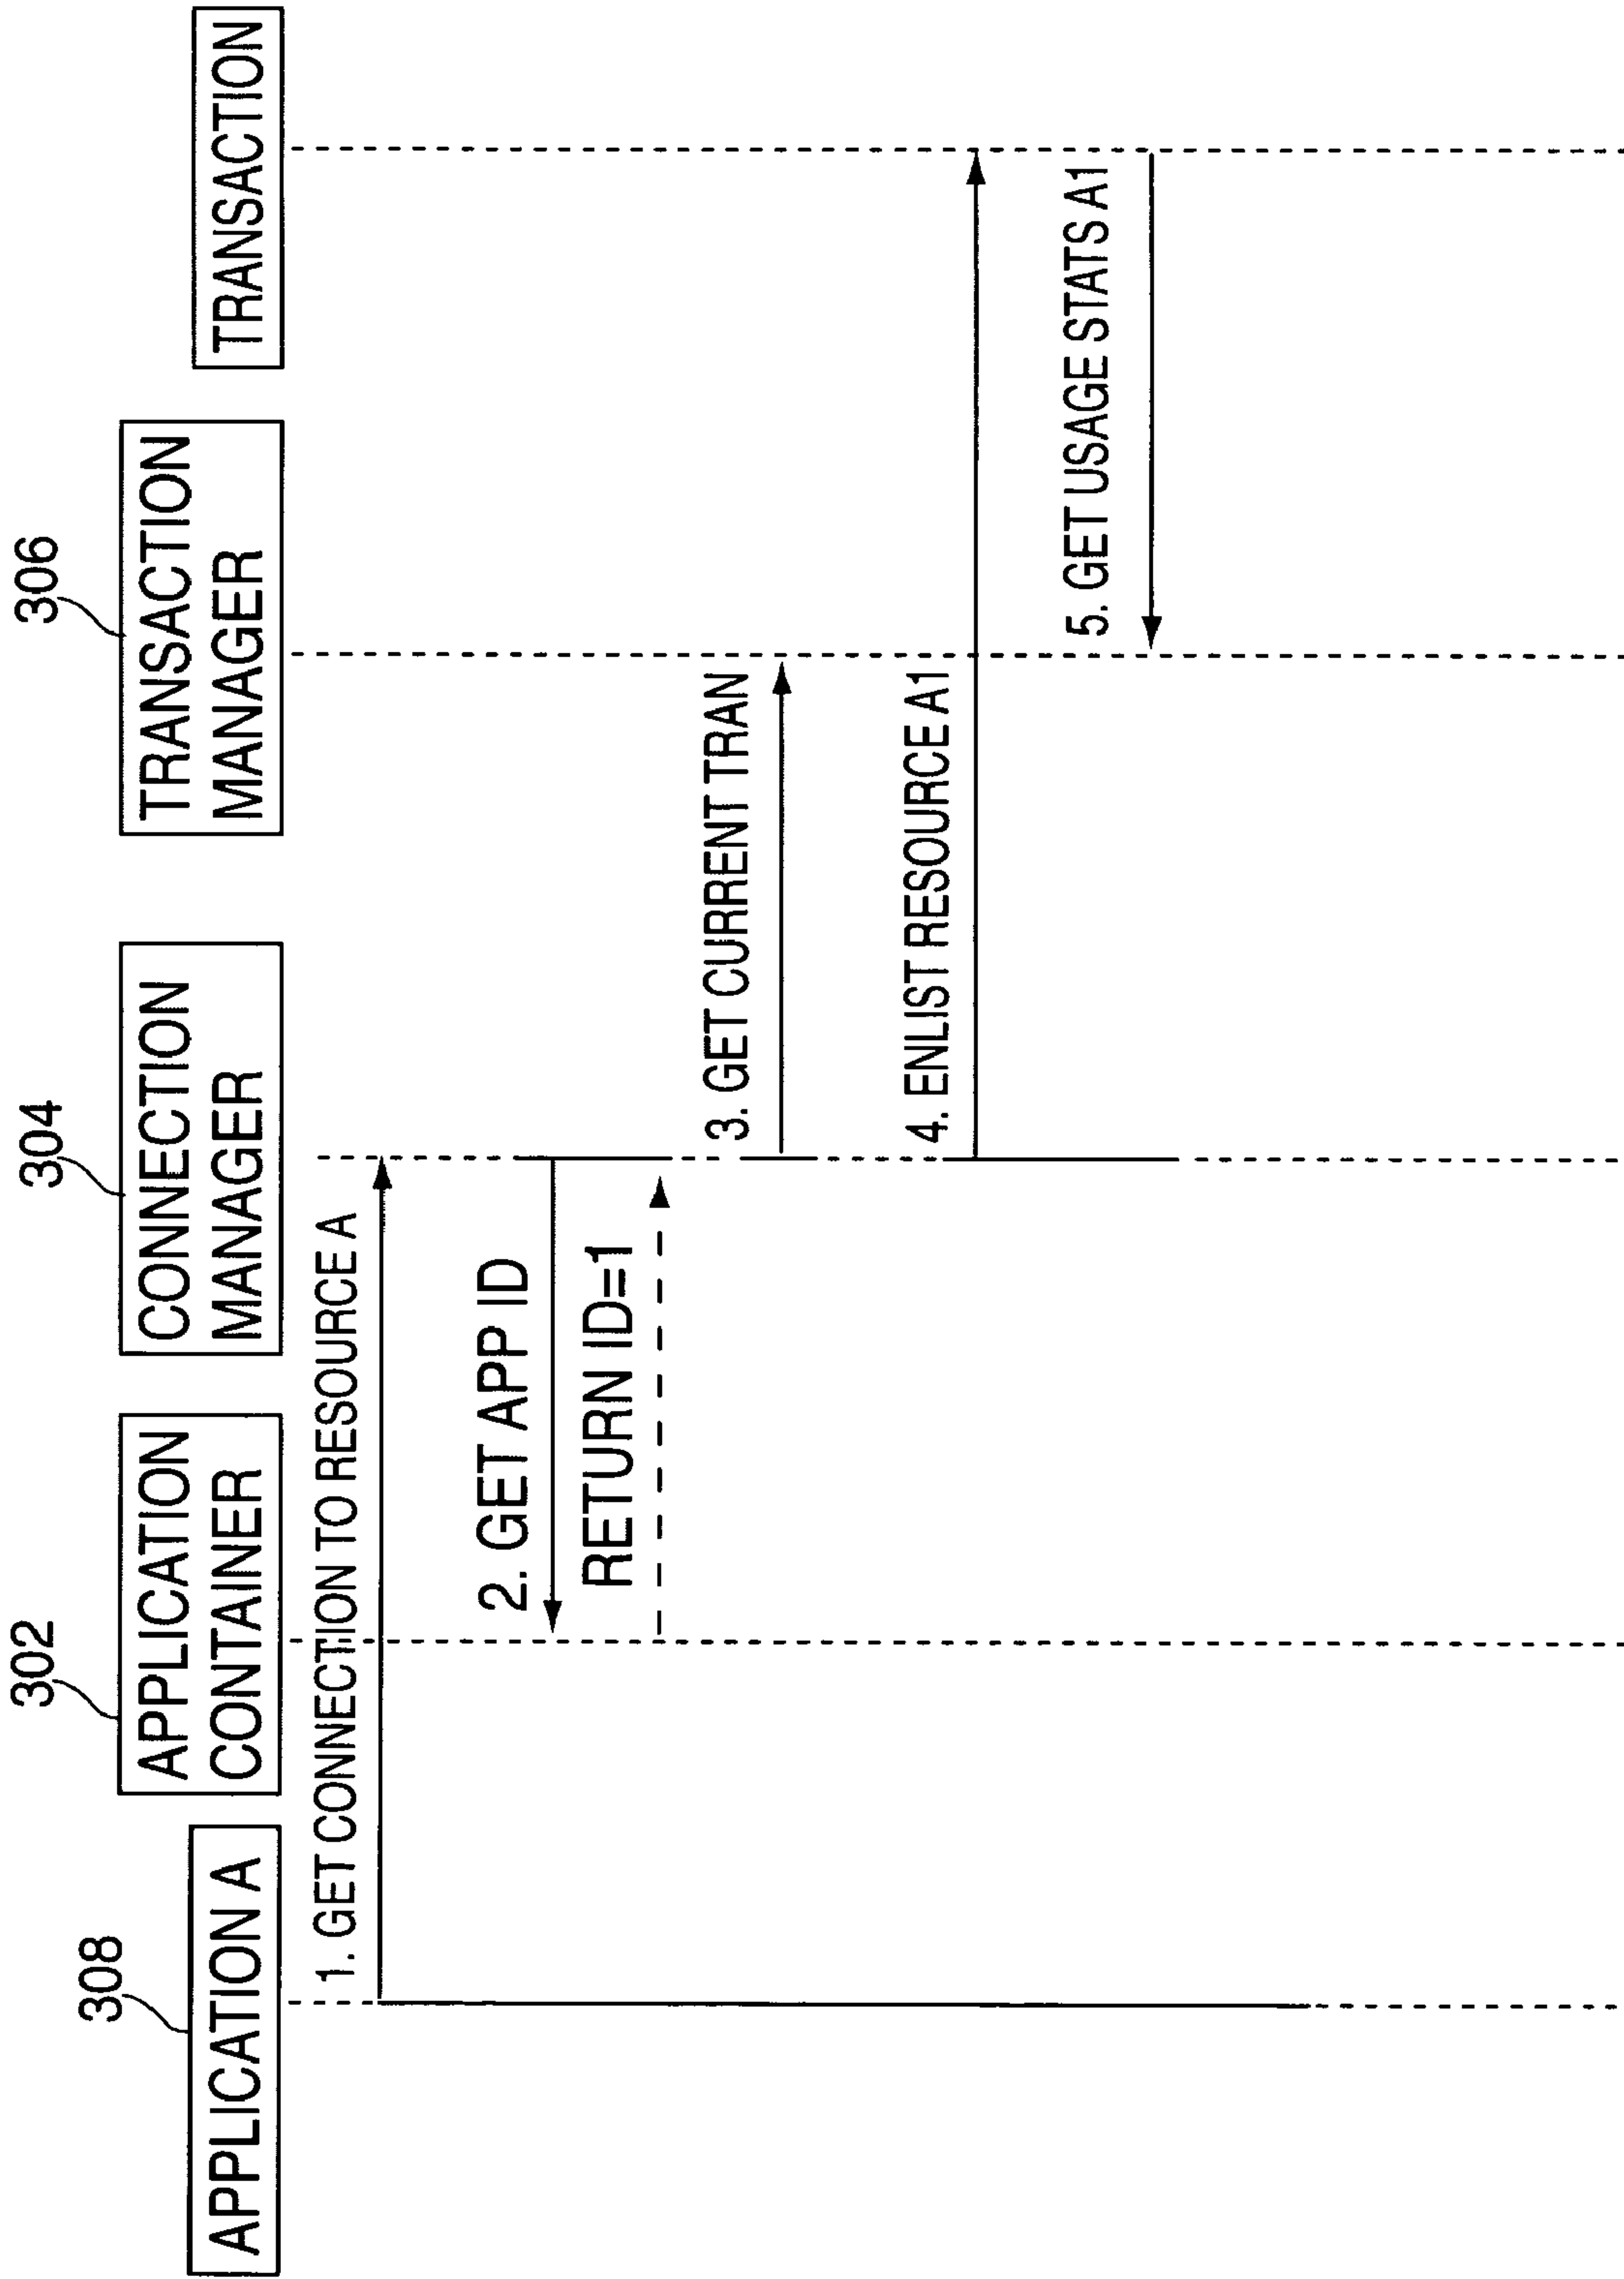 308
APPLICATION A
302
APPLICATION
CONTAINER
304
CONNECTION
MANAGER
306
TRANSACTION
MANAGER
TRANSACTION
1. GET CONNECTION TO RESOURCE A
2. GET APP ID
RETURN ID=1
3. GET CURRENT TRAN
4. ENLIST RESOURCE A1
5. GET USAGE STATS A1